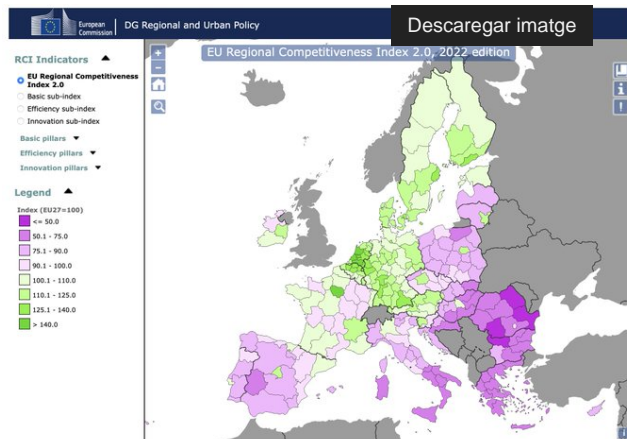 European
Commission
DG Regional and Urban Policy
Descaregar imatge
RCI Indicators
EU Regional Competitiveness
Index 2.0
Basic sub-index
Efficiency sub-index
Innovation sub-index
Basic pillars
Efficiency pillars
Innovation pillars
Legend
Index (EU27=100)
<= 50.0
50.1 - 75.0
75.1 - 90.0
90.1 - 100.0
100.1 - 110.0
110.1 - 125.0
125.1 - 140.0
> 140.0
EU Regional Competitiveness Index 2.0, 2022 edition
+
−
i
!
i